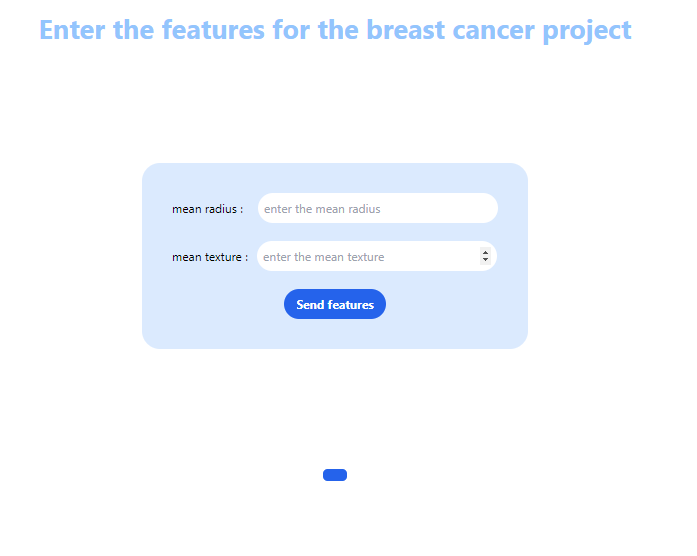 Enter the features for the breast cancer project
mean radius : enter the mean radius
mean texture : enter the mean texture
Send features